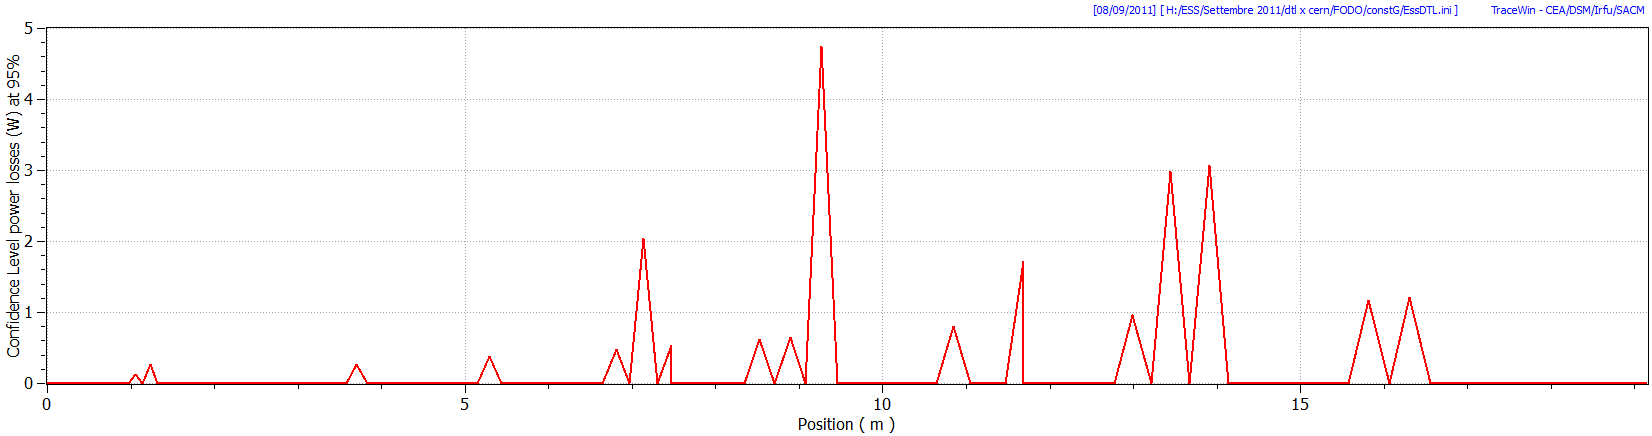 [08/09/2011] [ H:/ESS/Settembre 2011/dtl x cern/FODO/constG/EssDTL.ini ] TraceWin - CEA/DSM/Irfu/SACM
Confidence Level power losses (W) at 95%
5
4
3
2
1
0
0 5 10 15
Position ( m )